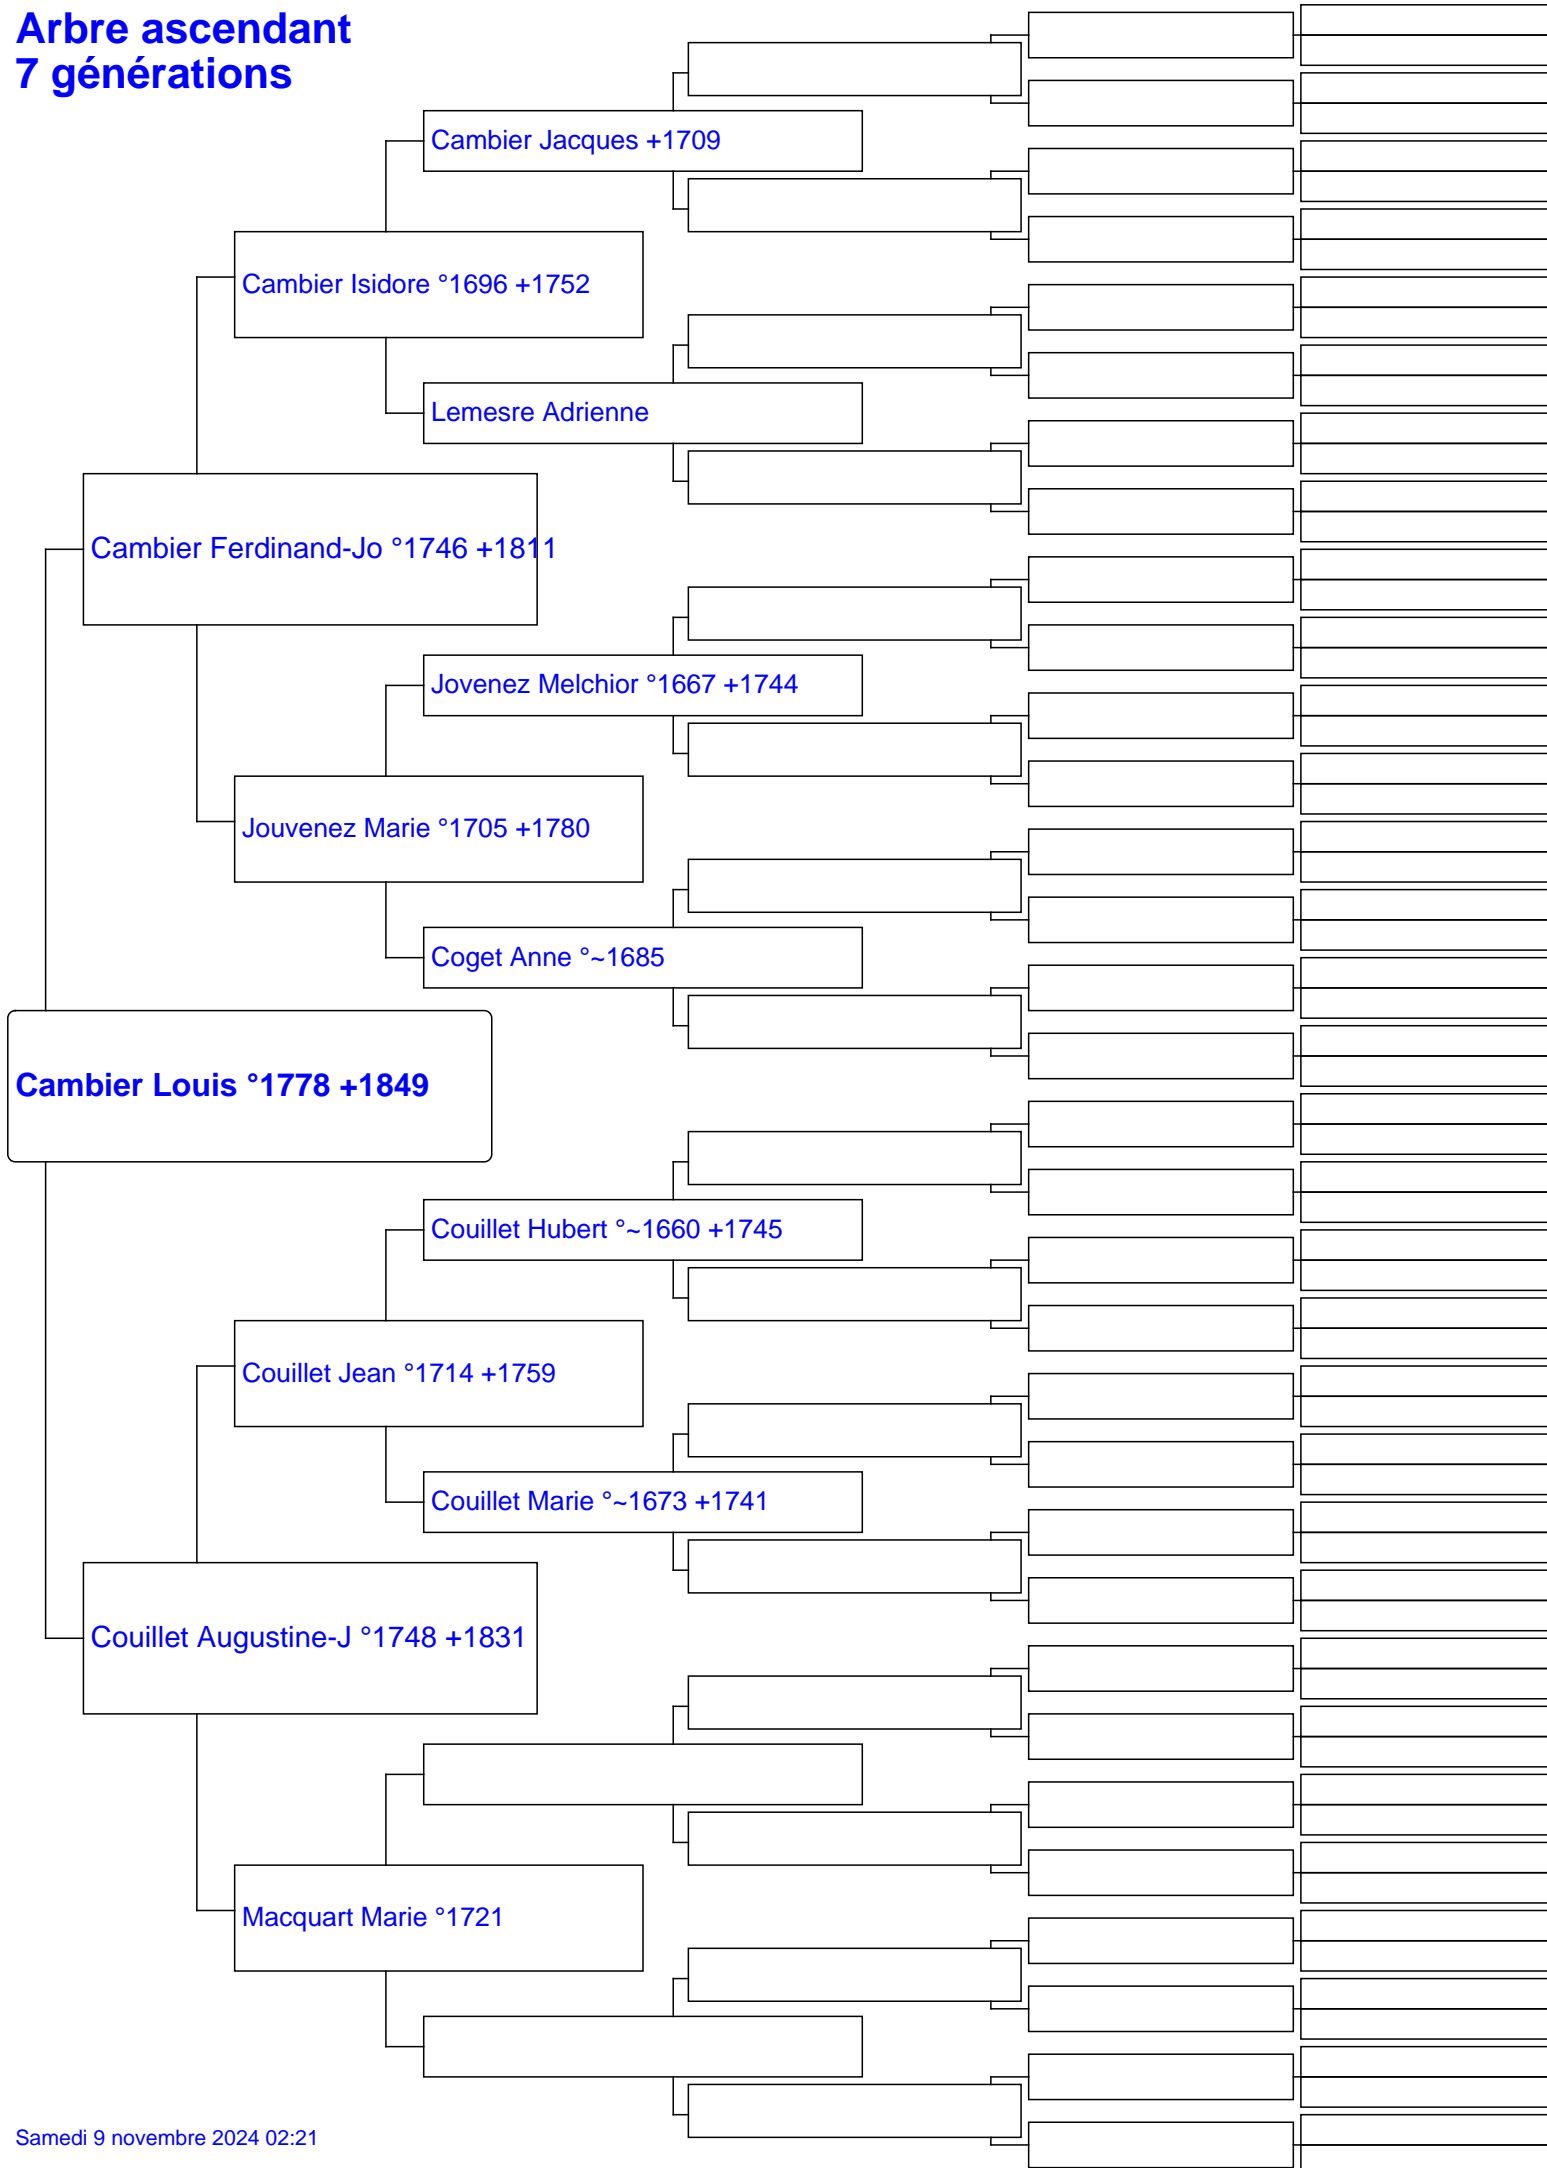 Arbre ascendant
7 générations
Cambier Jacques +1709
Cambier Isidore °1696 +1752
Lemesre Adrienne
Cambier Ferdinand-Jo °1746 +1811
Jovenez Melchior °1667 +1744
Jouvenez Marie °1705 +1780
Coget Anne °~1685
Cambier Louis °1778 +1849
Couillet Hubert °~1660 +1745
Couillet Jean °1714 +1759
Couillet Marie °~1673 +1741
Couillet Augustine-J °1748 +1831
Macquart Marie °1721
Samedi 9 novembre 2024 02:21